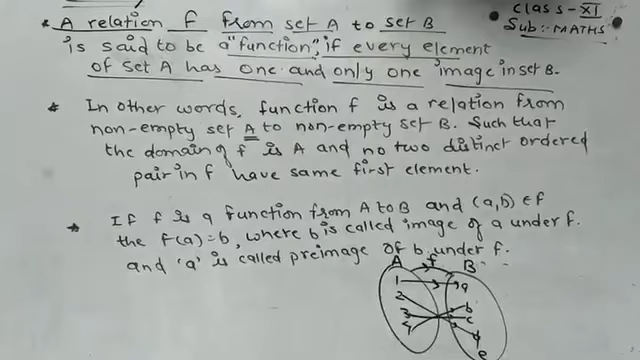 * A relation f from set A to set B
• class-XI
Sub:- MATHS
is said to be a "function", if every element
of set A has one and only one image in set B.
* In other words, function f is a relation from
non-empty set A to non-empty set B. Such that
the domain of f is A and no two distinct ordered
pair in f have same first element.
* If f is a function from A to B and (a,b) ∈ f
the f(a)=b, where b is called image of a under f.
and 'a' is called preimage of b under f.
A f B
1 a
2 b
3 c
4 d
e